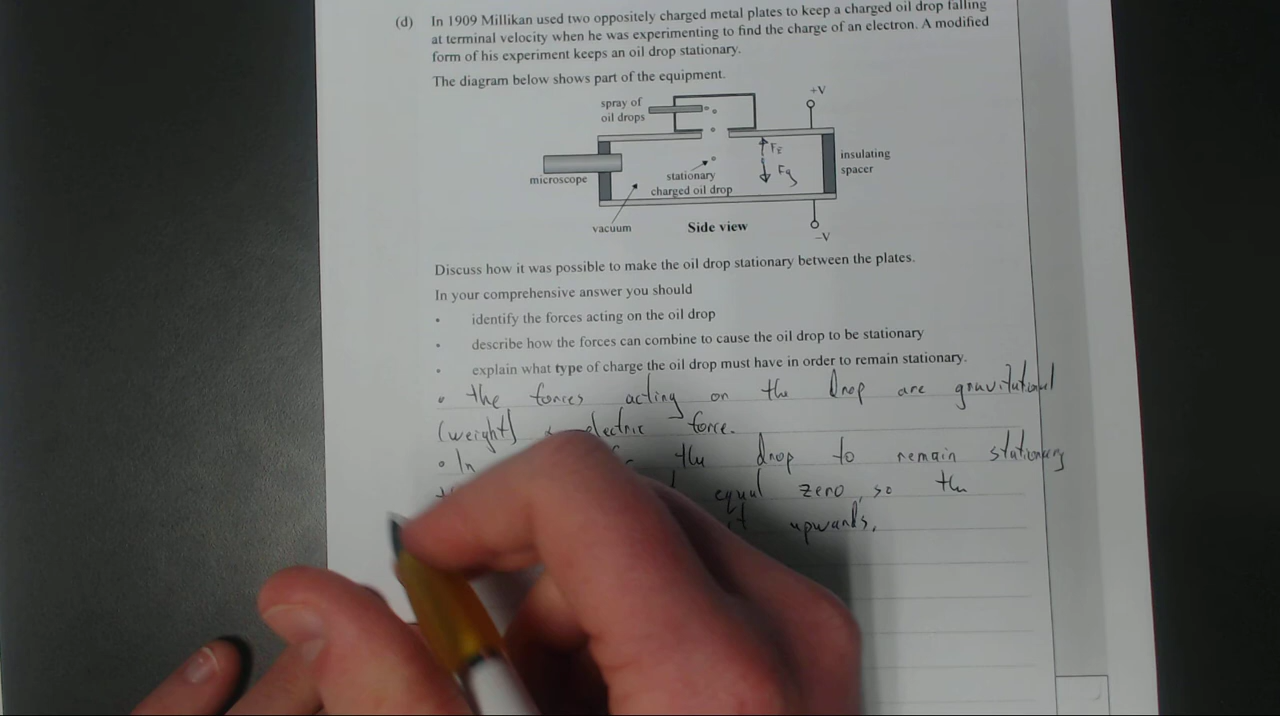 (d) In 1909 Millikan used two oppositely charged metal plates to keep a charged oil drop falling
at terminal velocity when he was experimenting to find the charge of an electron. A modified
form of his experiment keeps an oil drop stationary.
The diagram below shows part of the equipment.
+V
spray of
oil drops
FE
insulating
spacer
stationary
charged oil drop
Fg
microscope
vacuum
Side view
–V
Discuss how it was possible to make the oil drop stationary between the plates.
In your comprehensive answer you should
• identify the forces acting on the oil drop
• describe how the forces can combine to cause the oil drop to be stationary
• explain what type of charge the oil drop must have in order to remain stationary.
• the forces acting on the drop are gravitational
(weight) electric force.
• In the drop to remain stationary
equal zero, so the
it upwards.